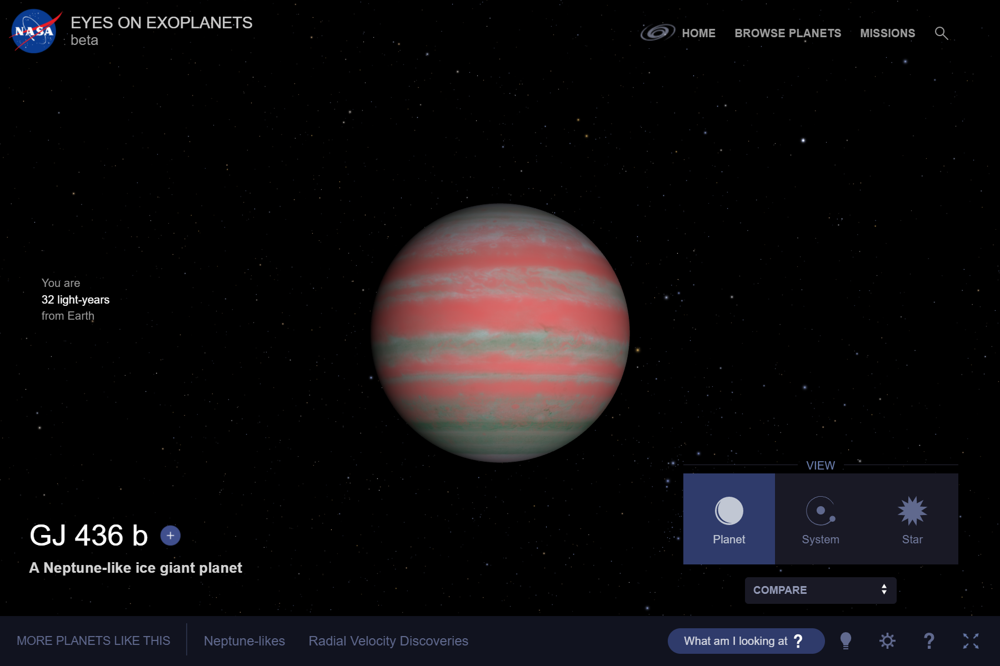 NASA
EYES ON EXOPLANETS
beta
HOME
BROWSE PLANETS
MISSIONS
You are
32 light-years
from Earth
VIEW
Planet
System
Star
GJ 436 b +
A Neptune-like ice giant planet
COMPARE
MORE PLANETS LIKE THIS
Neptune-likes
Radial Velocity Discoveries
What am I looking at ?
?